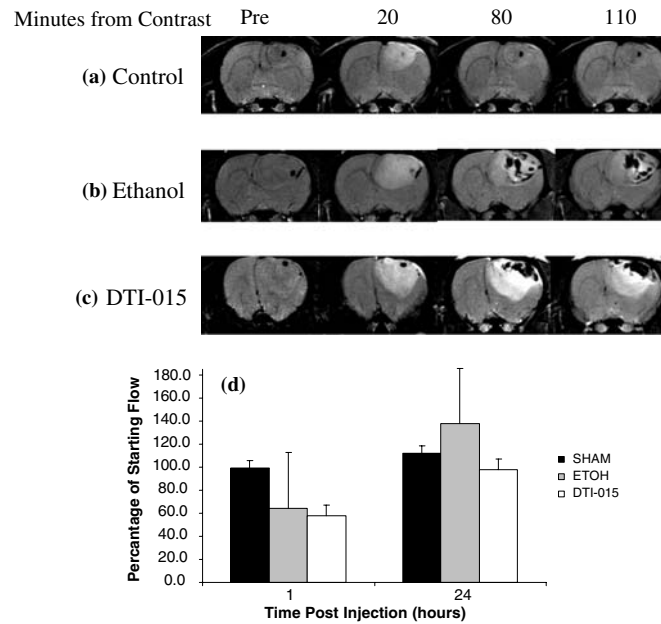 Minutes from Contrast Pre 20 80 110
(a) Control
(b) Ethanol
(c) DTI-015
(d)
Percantage of Starting Flow
180.0
160.0
140.0
120.0
100.0
80.0
60.0
40.0
20.0
0.0
SHAM
ETOH
DTI-015
1 24
Time Post Injection (hours)